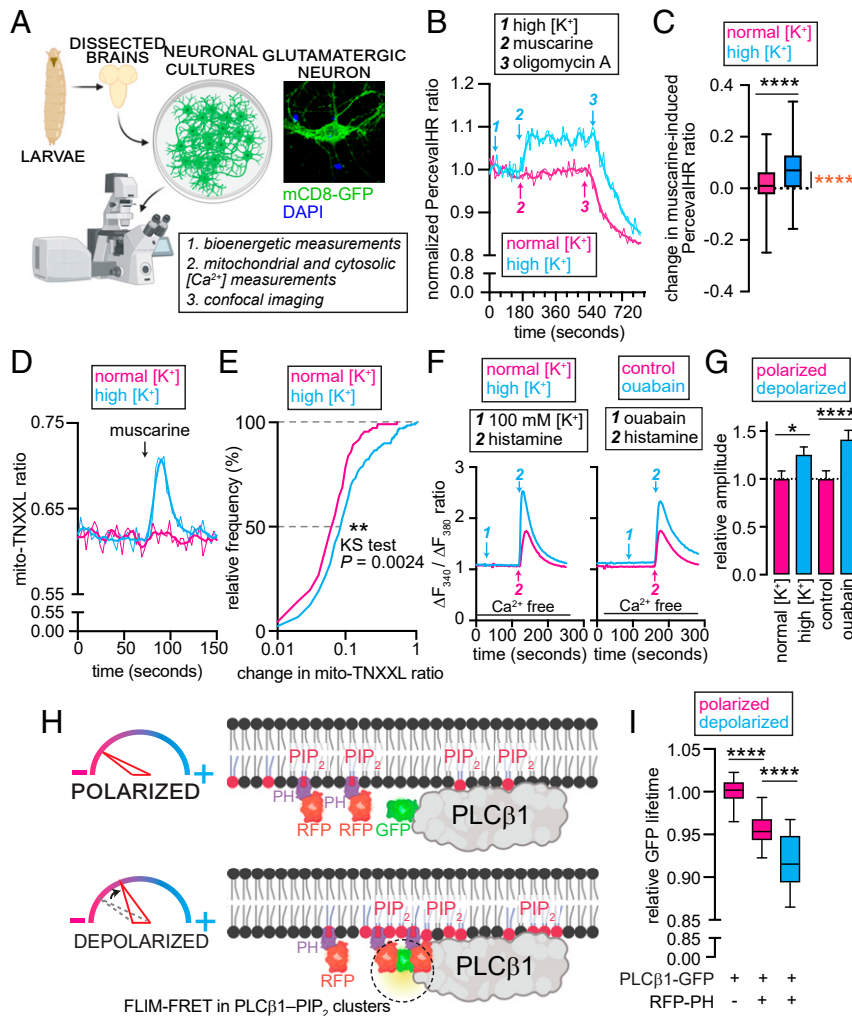 A
DISSECTED
BRAINS
NEURONAL
CULTURES
GLUTAMATERGIC
NEURON
LARVAE
mCD8-GFP
DAPI
1. bioenergetic measurements
2. mitochondrial and cytosolic
[Ca²⁺] measurements
3. confocal imaging
B
1 high [K⁺]
2 muscarine
3 oligomycin A
normalized PercevalHR ratio
1.2
1.1
1.0
0.9
0.8
0.0
1
2
3
2
3
normal [K⁺]
high [K⁺]
0 180 360 540 720
time (seconds)
C
normal [K⁺]
high [K⁺]
change in muscarine-induced
PercevalHR ratio
0.4
0.2
0.0
-0.2
-0.4
****
****
D
normal [K⁺]
high [K⁺]
muscarine
mito-TNXXL ratio
0.75
0.65
0.55
0.55
0.00
0 50 100 150
time (seconds)
E
normal [K⁺]
high [K⁺]
relative frequency (%)
100
50
0
**
KS test
P = 0.0024
0.01 0.1 1
change in mito-TNXXL ratio
F
normal [K⁺]
high [K⁺]
control
ouabain
1 100 mM [K⁺]
2 histamine
1 ouabain
2 histamine
ΔF₃₄₀ / ΔF₃₈₀ ratio
3
2
1
0
1
2
2
Ca²⁺ free
0 100 200 300
time (seconds)
1
2
2
Ca²⁺ free
0 100 200 300
time (seconds)
G
polarized
depolarized
relative amplitude
1.5
1.0
0.5
0.0
*
****
normal [K⁺]
high [K⁺]
control
ouabain
H
- +
POLARIZED
PIP₂ PIP₂ PIP₂ PIP₂
PH PH
RFP RFP GFP
PLCβ1
- +
DEPOLARIZED
PIP₂ PIP₂ PIP₂
PH
RFP
PLCβ1
FLIM-FRET in PLCβ1–PIP₂ clusters
I
polarized
depolarized
relative GFP lifetime
1.05
1.00
0.95
0.90
0.85
0.85
0.00
****
****
PLCβ1-GFP + + +
RFP-PH - + +